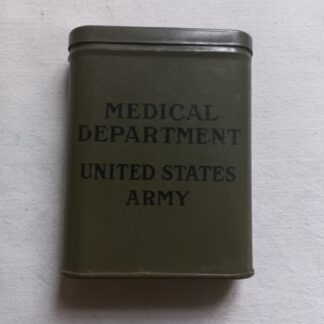 MEDICAL
DEPARTMENT
UNITED STATES
ARMY